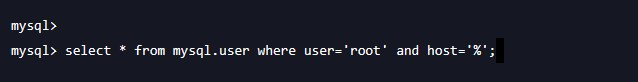 mysql>
mysql> select * from mysql.user where user='root' and host='%';